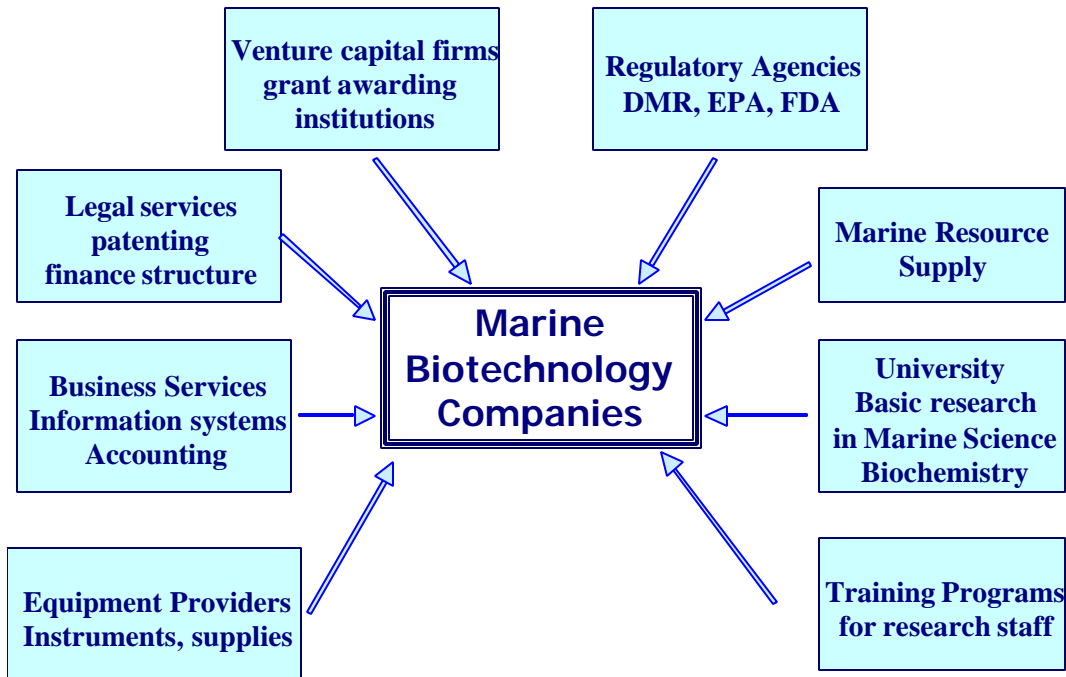 Venture capital firms
grant awarding
institutions
Regulatory Agencies
DMR, EPA, FDA
Legal services
patenting
finance structure
Marine Resource
Supply
Marine
Biotechnology
Companies
Business Services
Information systems
Accounting
University
Basic research
in Marine Science
Biochemistry
Equipment Providers
Instruments, supplies
Training Programs
for research staff